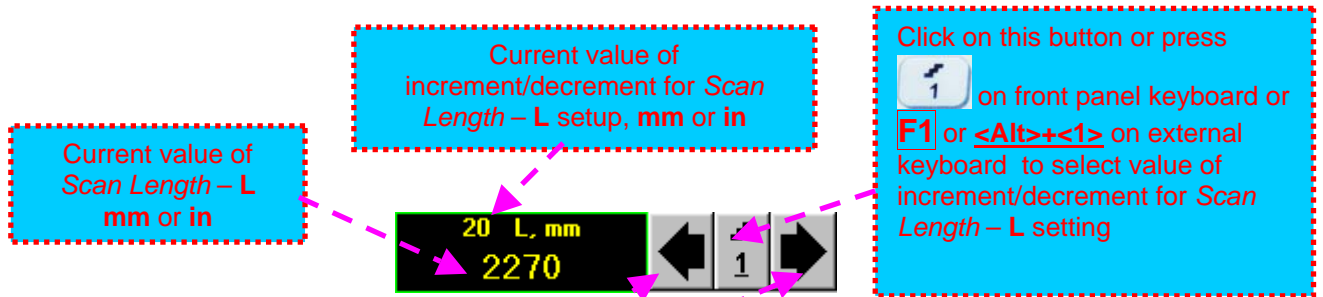 Current value of
increment/decrement for Scan
Length – L setup, mm or in
Click on this button or press
1 on front panel keyboard or
F1 or <Alt>+<1> on external
keyboard to select value of
increment/decrement for Scan
Length – L setting
Current value of
Scan Length – L
mm or in
20 L, mm
2270
1